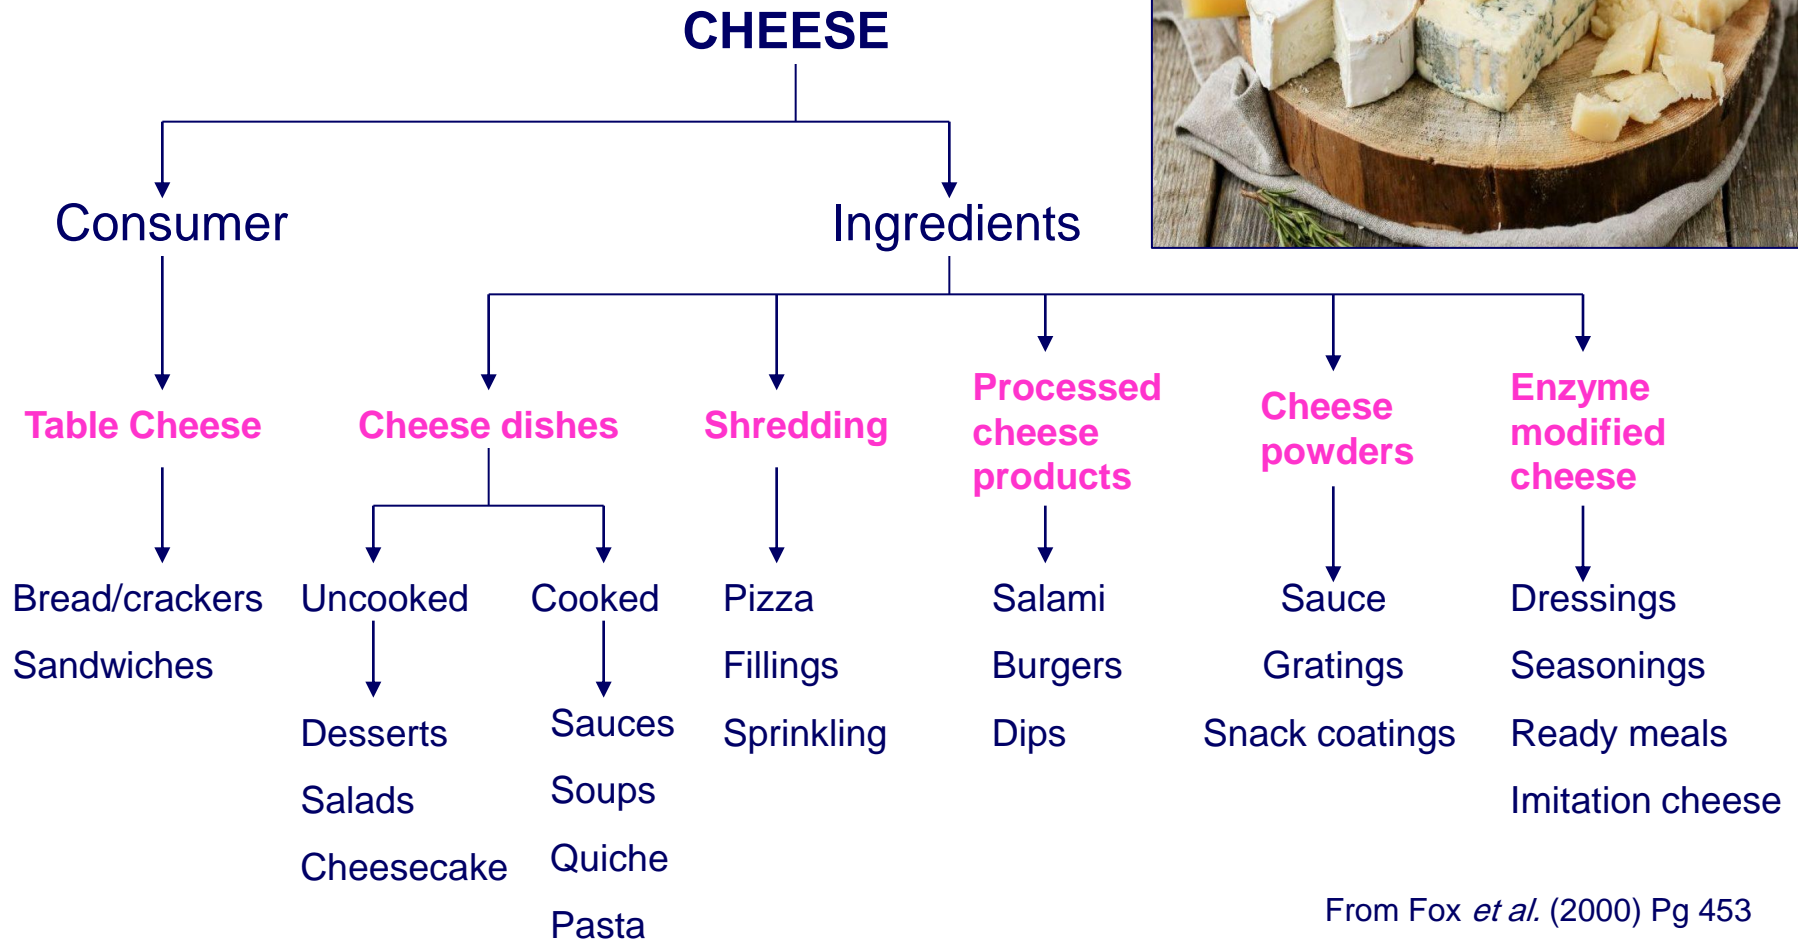 CHEESE
Consumer
Ingredients
Table Cheese
Cheese dishes
Shredding
Processed
cheese
products
Cheese
powders
Enzyme
modified
cheese
Bread/crackers
Sandwiches
Uncooked
Desserts
Salads
Cheesecake
Cooked
Sauces
Soups
Quiche
Pasta
Pizza
Fillings
Sprinkling
Salami
Burgers
Dips
Sauce
Gratings
Snack coatings
Dressings
Seasonings
Ready meals
Imitation cheese
From Fox et al. (2000) Pg 453